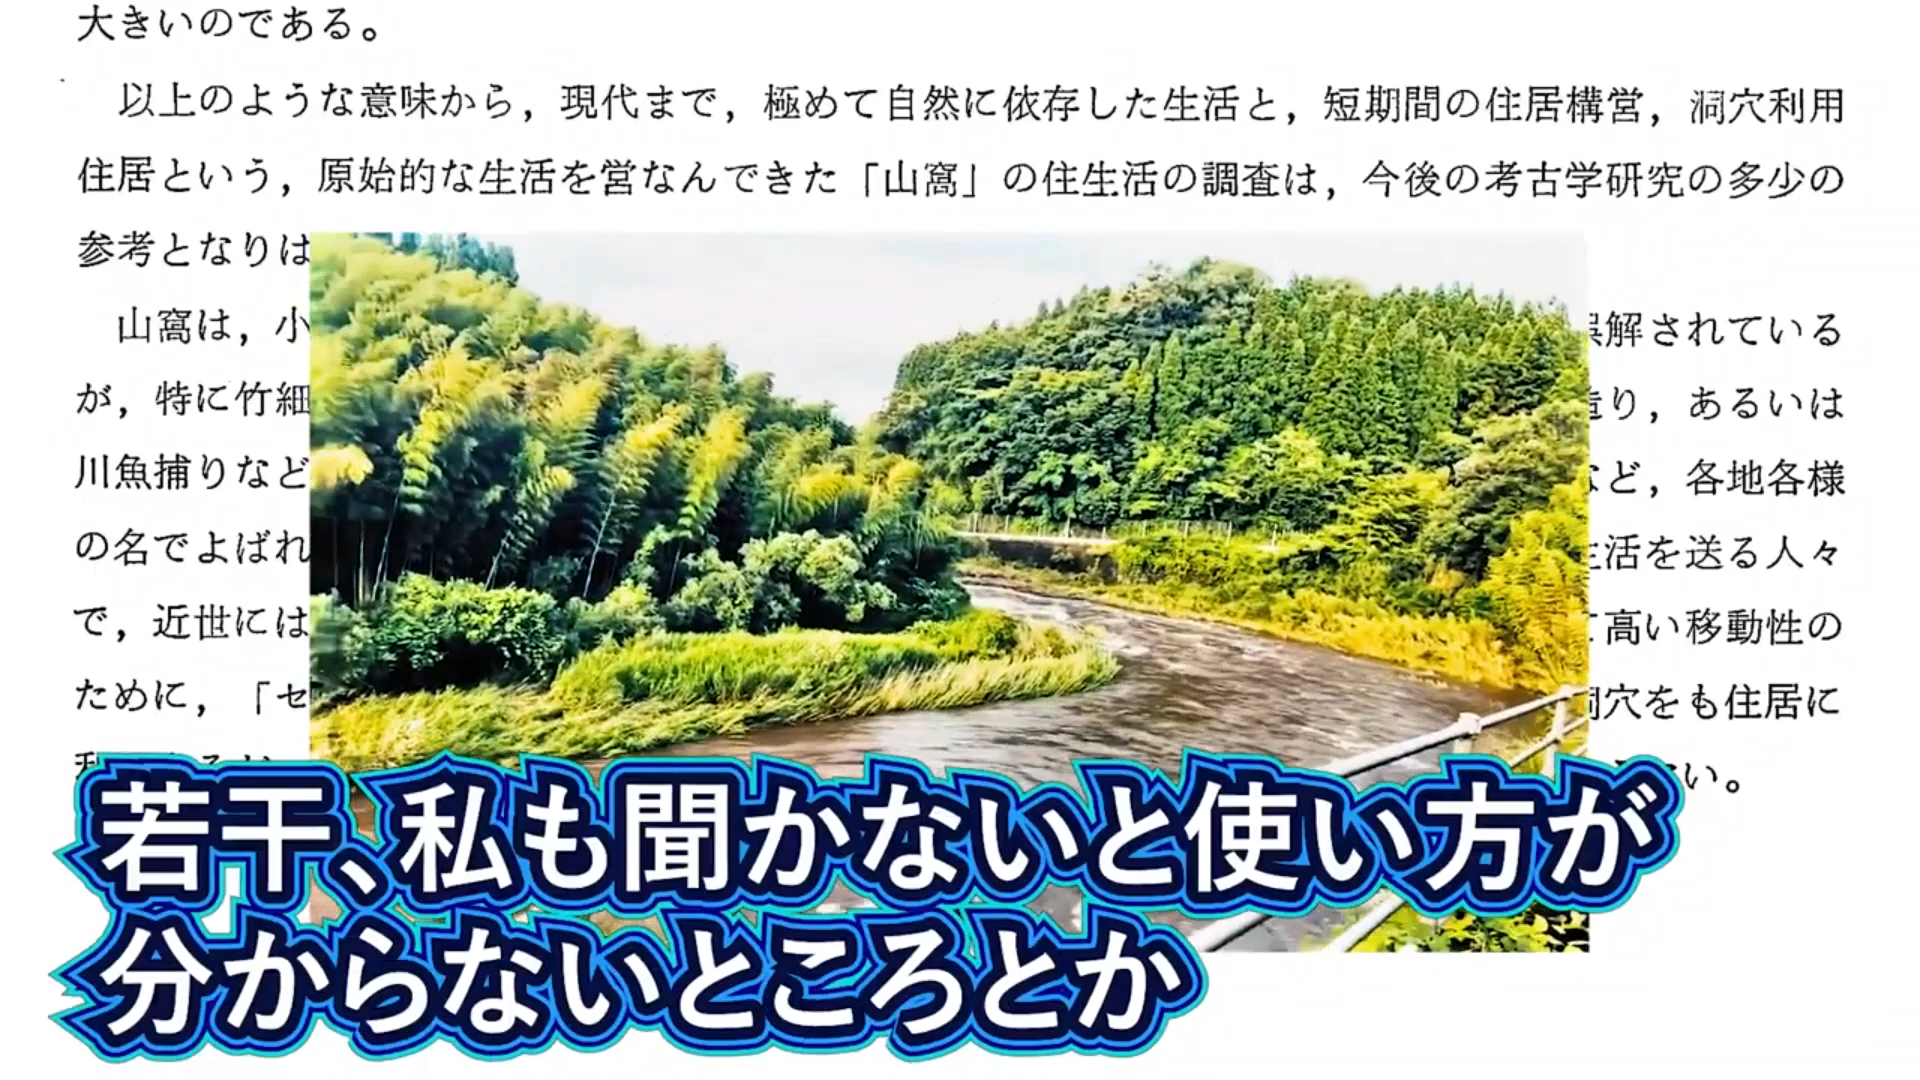 大きいのである。
以上のような意味から，現代まで，極めて自然に依存した生活と，短期間の住居構営，洞穴利用
住居という，原始的な生活を営なんできた「山窩」の住生活の調査は，今後の考古学研究の多少の
参考となりは
山窩は，小 解されている
が，特に竹細 り，あるいは
川魚捕りなど ど，各地各様
の名でよばれ 活を送る人々
で，近世には 高い移動性の
ために，「セ 穴をも住居に
い。
若干、私も聞かないと使い方が
分からないところとか